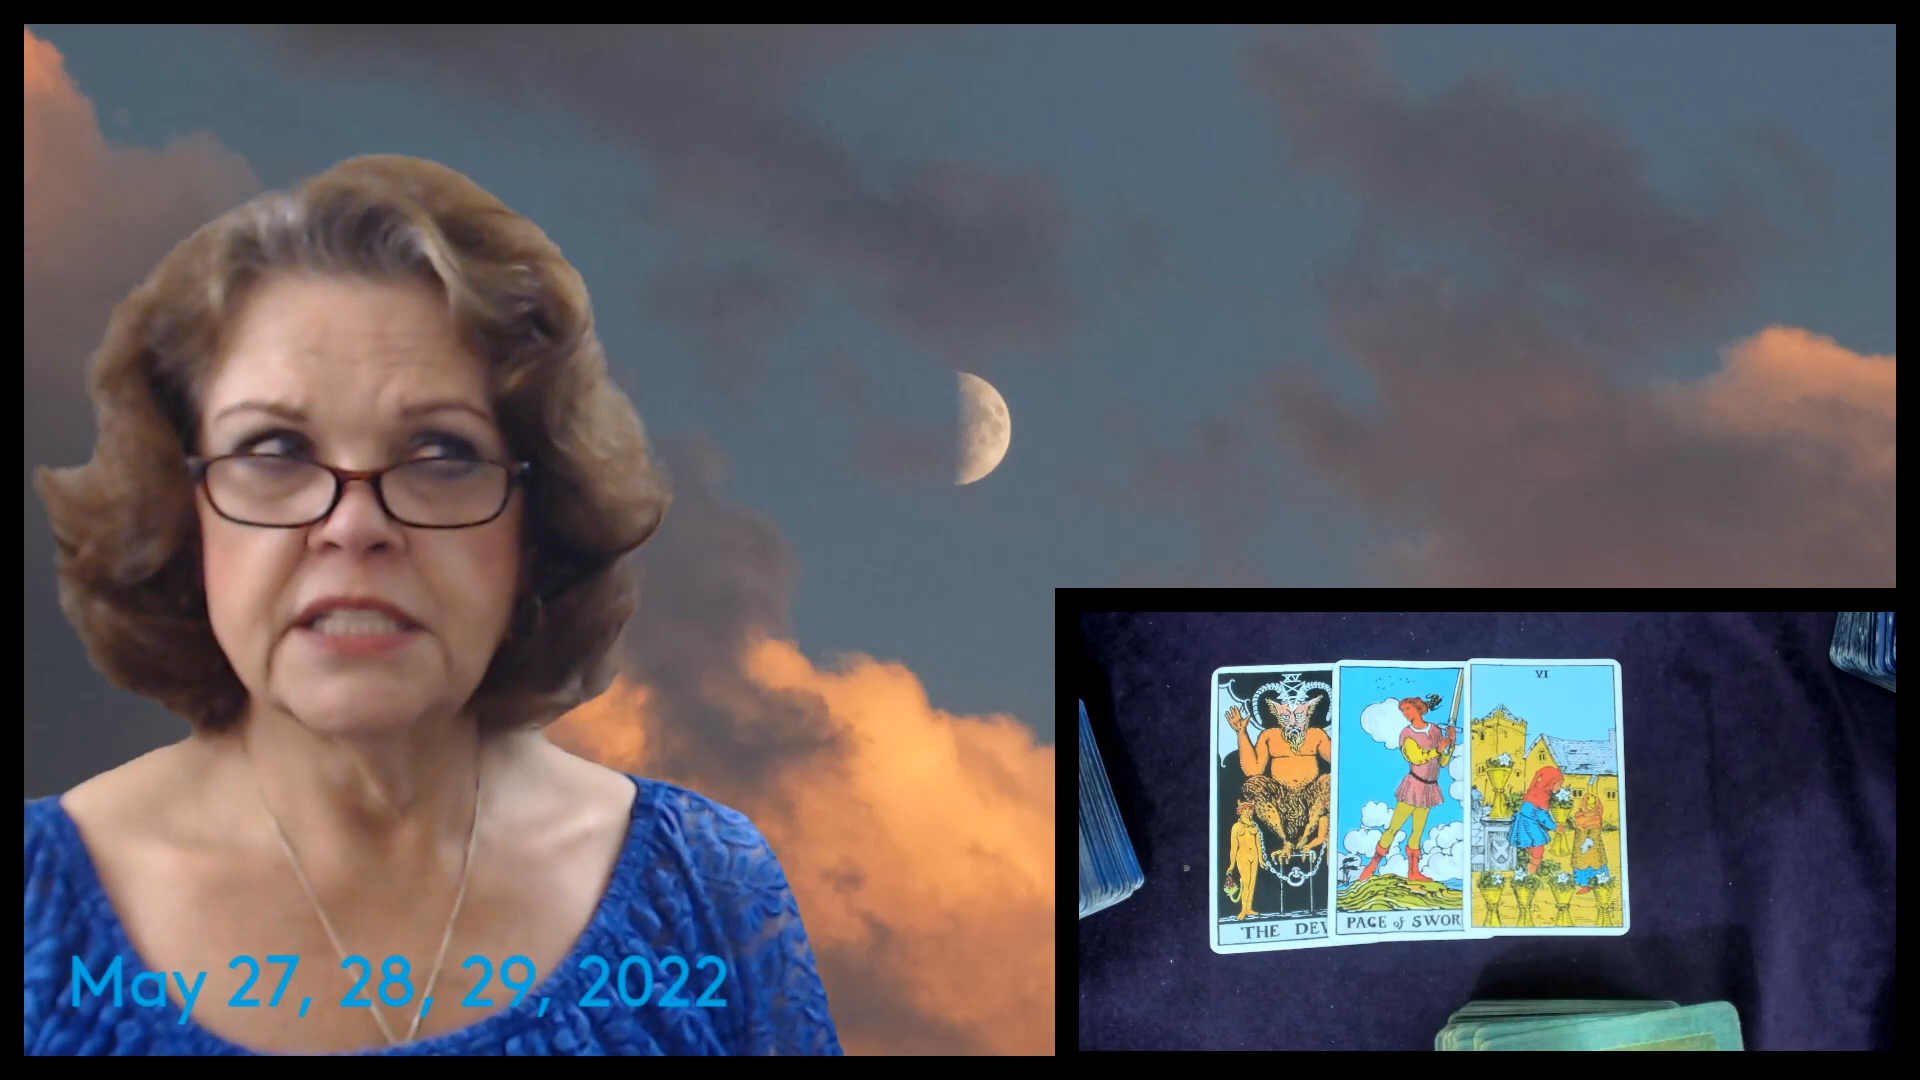 May 27, 28, 29, 2022
XV
VI
THE DEV
PAGE of SWOR